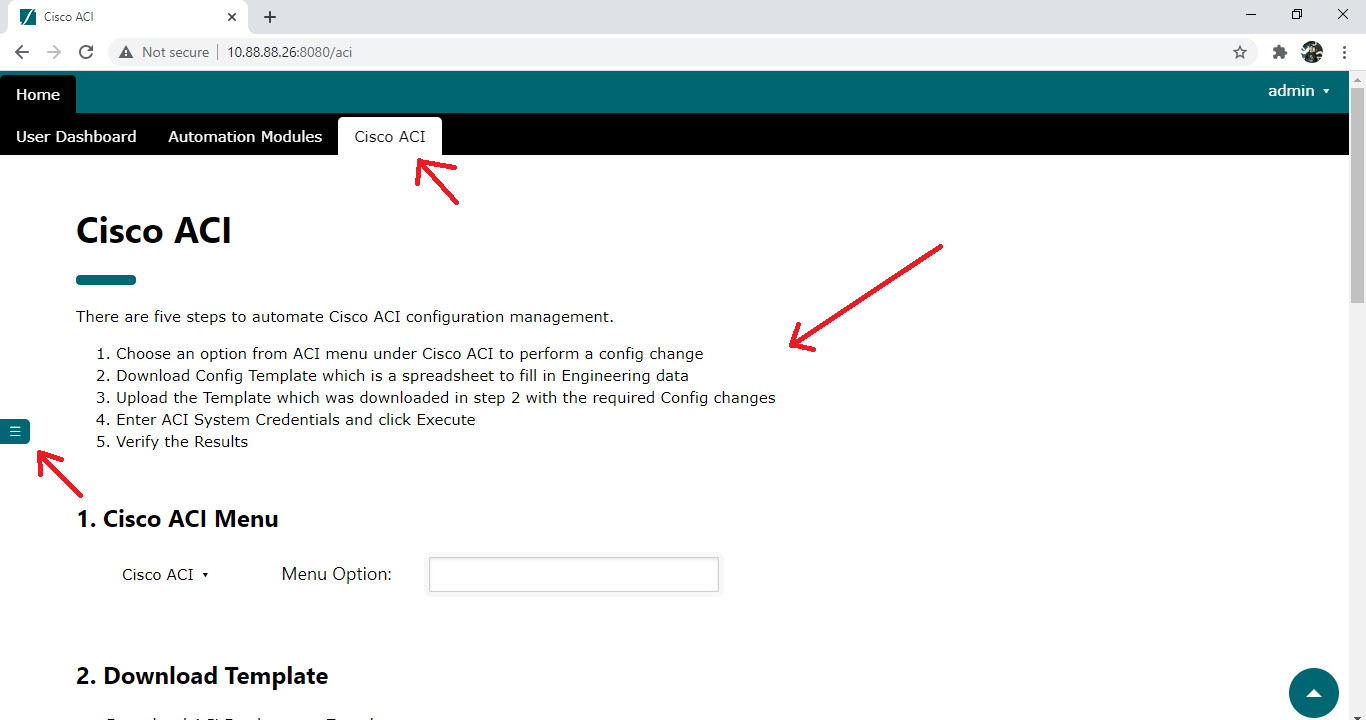 Cisco ACI
Not secure 10.88.88.26:8080/aci
Home
admin
User Dashboard Automation Modules Cisco ACI
Cisco ACI
There are five steps to automate Cisco ACI configuration management.
1. Choose an option from ACI menu under Cisco ACI to perform a config change
2. Download Config Template which is a spreadsheet to fill in Engineering data
3. Upload the Template which was downloaded in step 2 with the required Config changes
4. Enter ACI System Credentials and click Execute
5. Verify the Results
1. Cisco ACI Menu
Cisco ACI Menu Option:
2. Download Template